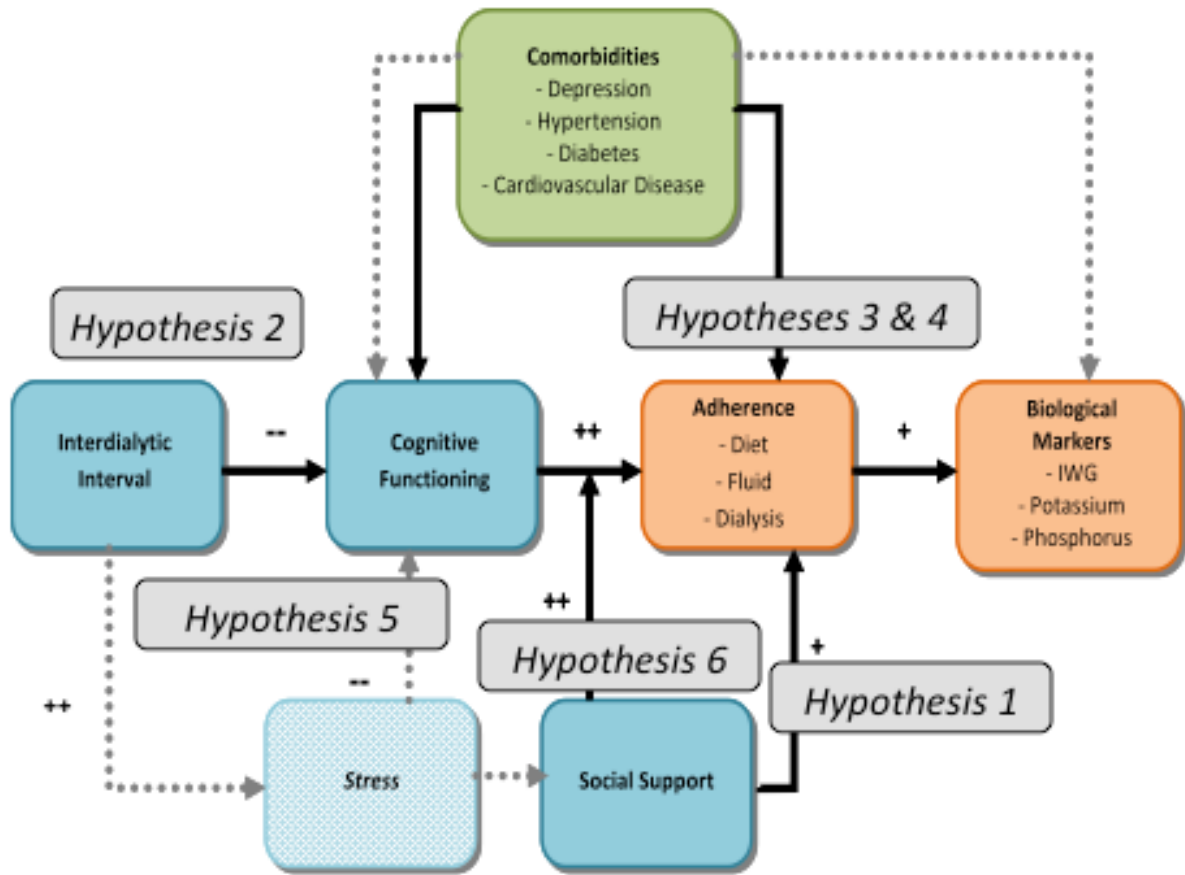 Comorbidities
- Depression
- Hypertension
- Diabetes
- Cardiovascular Disease
Hypothesis 2
Hypotheses 3 & 4
Interdialytic
Interval
--
Cognitive
Functioning
++
Adherence
- Diet
- Fluid
- Dialysis
+
Biological
Markers
- IWG
- Potassium
- Phosphorus
Hypothesis 5
++
Hypothesis 6
+
Hypothesis 1
++
--
Stress
Social Support